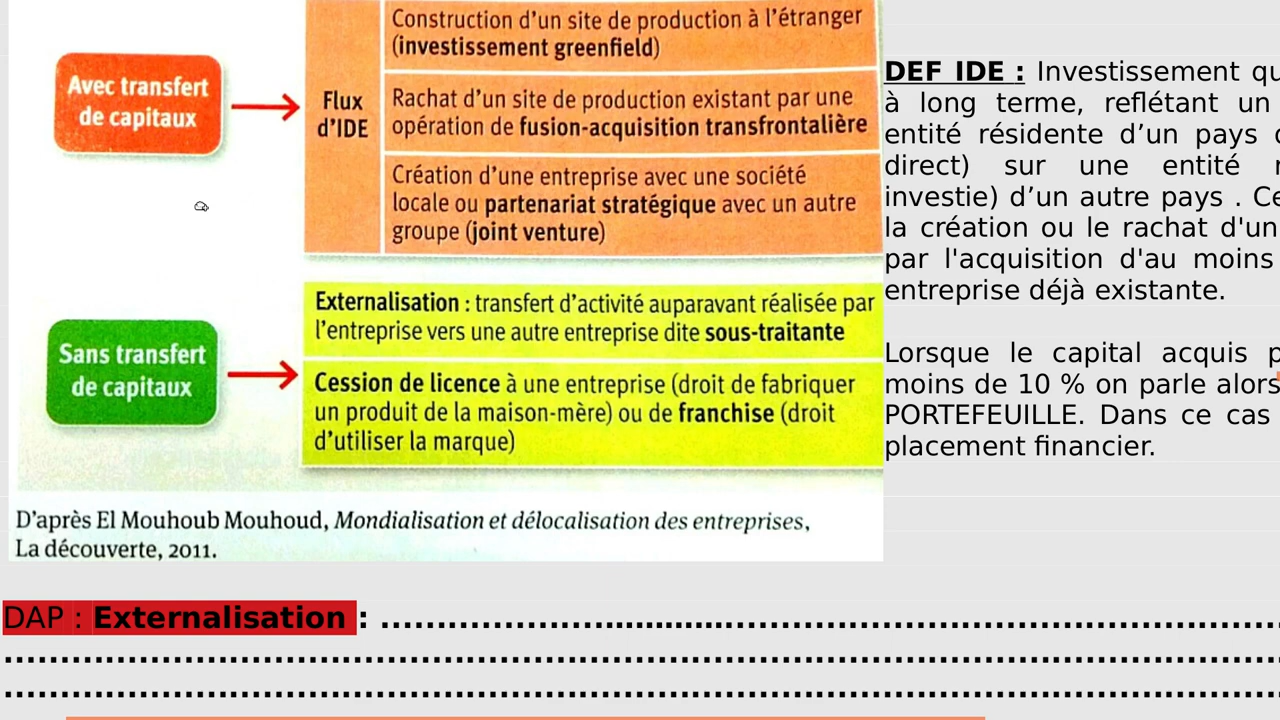 Construction d’un site de production à l’étranger
(investissement greenfield)
Avec transfert
de capitaux
Flux
d’IDE
Rachat d’un site de production existant par une
opération de fusion-acquisition transfrontalière
Création d’une entreprise avec une société
locale ou partenariat stratégique avec un autre
groupe (joint venture)
Externalisation : transfert d’activité auparavant réalisée par
l’entreprise vers une autre entreprise dite sous-traitante
Sans transfert
de capitaux
Cession de licence à une entreprise (droit de fabriquer
un produit de la maison-mère) ou de franchise (droit
d’utiliser la marque)
D’après El Mouhoub Mouhoud, Mondialisation et délocalisation des entreprises,
La découverte, 2011.
DEF IDE : Investissement
à long terme, reflétant un
entité résidente d’un pays
direct) sur une entité
investie) d’un autre pays .
la création ou le rachat d'un
par l'acquisition d'au moins
entreprise déjà existante.
Lorsque le capital acquis
moins de 10 % on parle alors
PORTEFEUILLE. Dans ce cas
placement financier.
DAP : Externalisation : ........................................................................
........................................................................................................
........................................................................................................